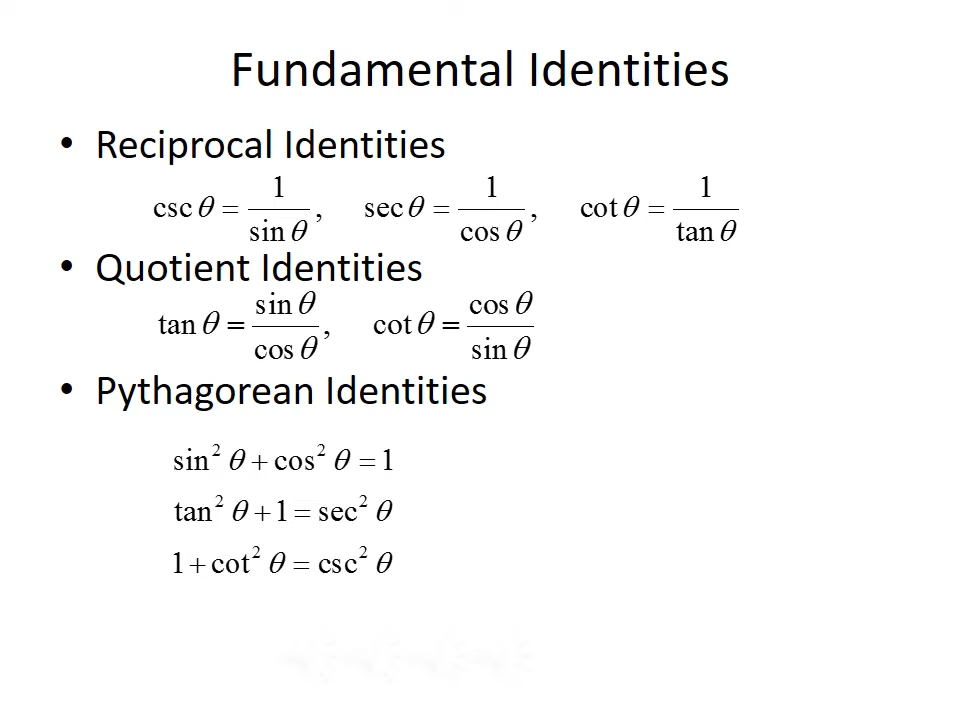 Fundamental Identities
• Reciprocal Identities
csc θ = 1/sin θ, sec θ = 1/cos θ, cot θ = 1/tan θ
• Quotient Identities
tan θ = sin θ/cos θ, cot θ = cos θ/sin θ
• Pythagorean Identities
sin² θ + cos² θ = 1
tan² θ + 1 = sec² θ
1 + cot² θ = csc² θ